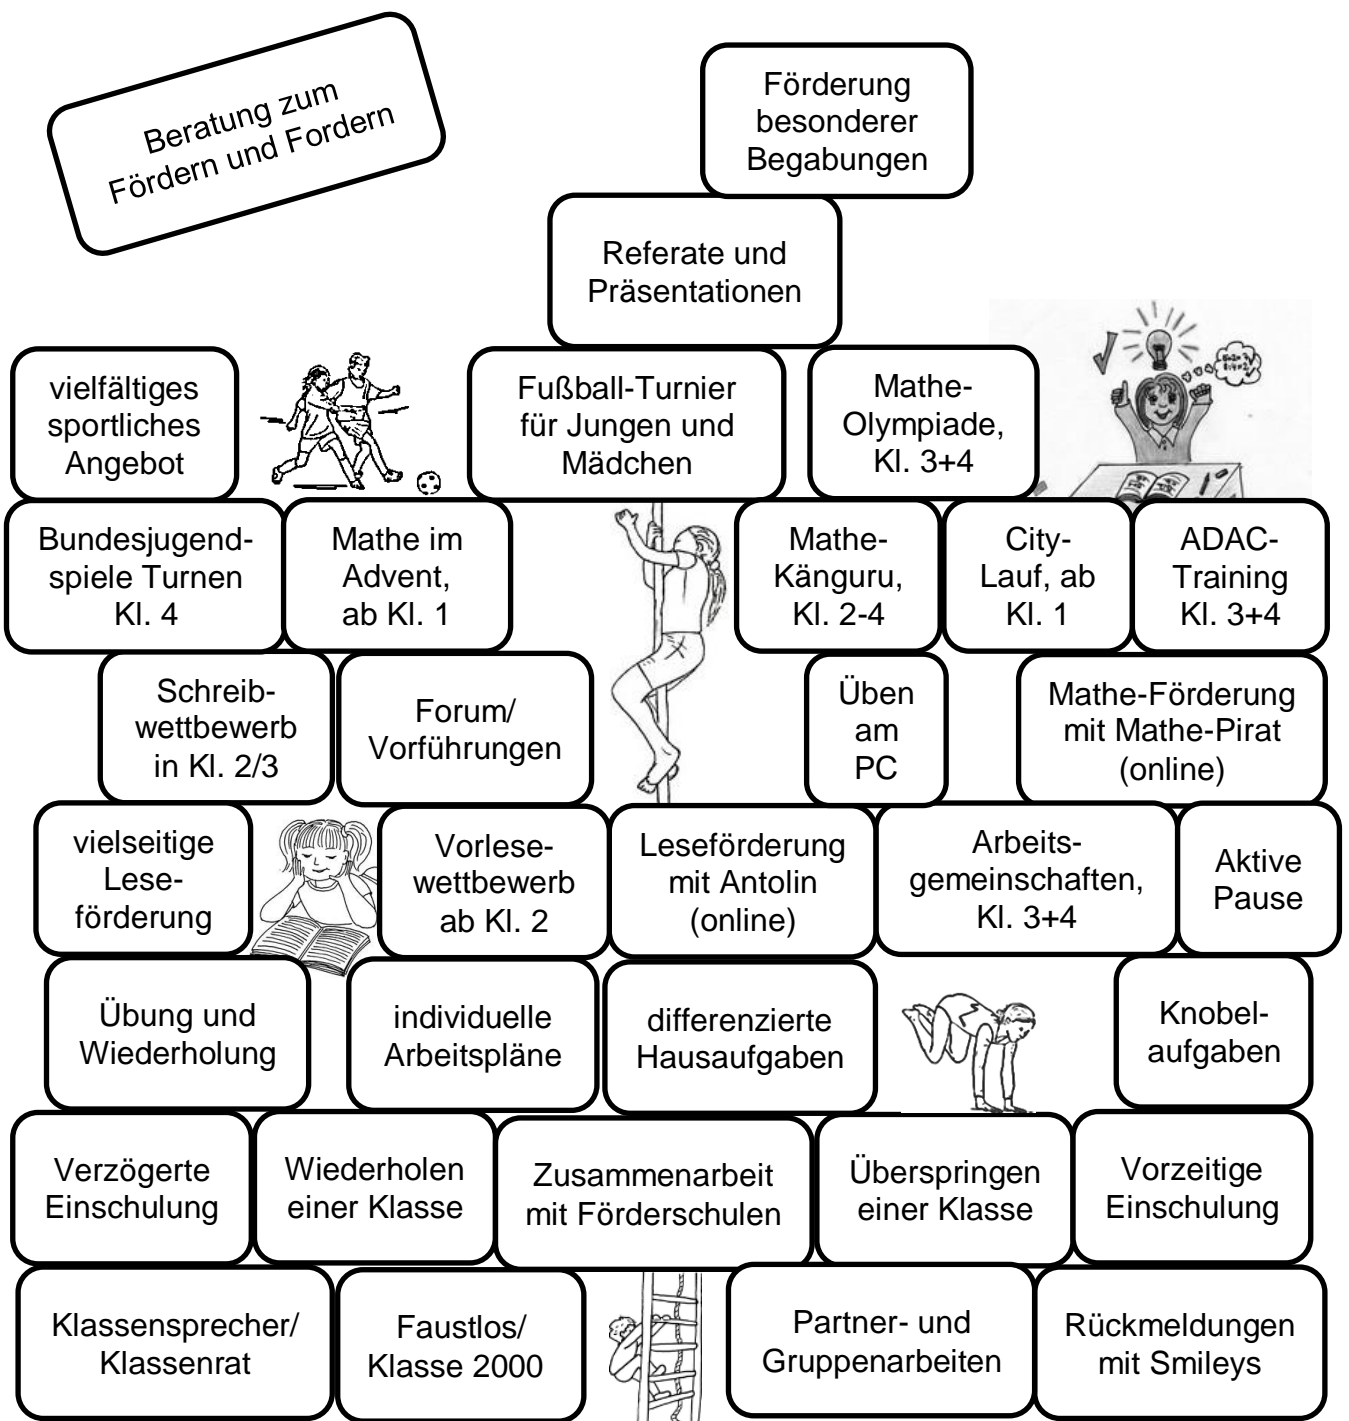 Beratung zum
Fördern und Fordern
Förderung
besonderer
Begabungen
Referate und
Präsentationen
vielfältiges
sportliches
Angebot
Fußball-Turnier
für Jungen und
Mädchen
Mathe-
Olympiade,
Kl. 3+4
Bundesjugend-
spiele Turnen
Kl. 4
Mathe im
Advent,
ab Kl. 1
Mathe-
Känguru,
Kl. 2-4
City-
Lauf, ab
Kl. 1
ADAC-
Training
Kl. 3+4
Schreib-
wettbewerb
in Kl. 2/3
Forum/
Vorführungen
Üben
am
PC
Mathe-Förderung
mit Mathe-Pirat
(online)
vielseitige
Lese-
förderung
Vorlese-
wettbewerb
ab Kl. 2
Leseförderung
mit Antolin
(online)
Arbeits-
gemeinschaften,
Kl. 3+4
Aktive
Pause
Übung und
Wiederholung
individuelle
Arbeitspläne
differenzierte
Hausaufgaben
Knobel-
aufgaben
Verzögerte
Einschulung
Wiederholen
einer Klasse
Zusammenarbeit
mit Förderschulen
Überspringen
einer Klasse
Vorzeitige
Einschulung
Klassensprecher/
Klassenrat
Faustlos/
Klasse 2000
Partner- und
Gruppenarbeiten
Rückmeldungen
mit Smileys